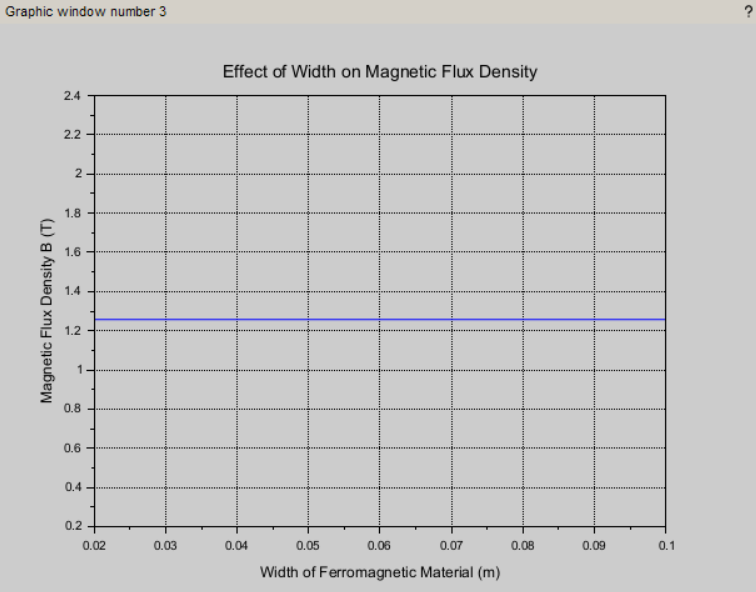 Graphic window number 3
?
Effect of Width on Magnetic Flux Density
2.4
2.2
2
1.8
1.6
1.4
1.2
1
0.8
0.6
0.4
0.2
Magnetic Flux Density B (T)
0.02 0.03 0.04 0.05 0.06 0.07 0.08 0.09 0.1
Width of Ferromagnetic Material (m)